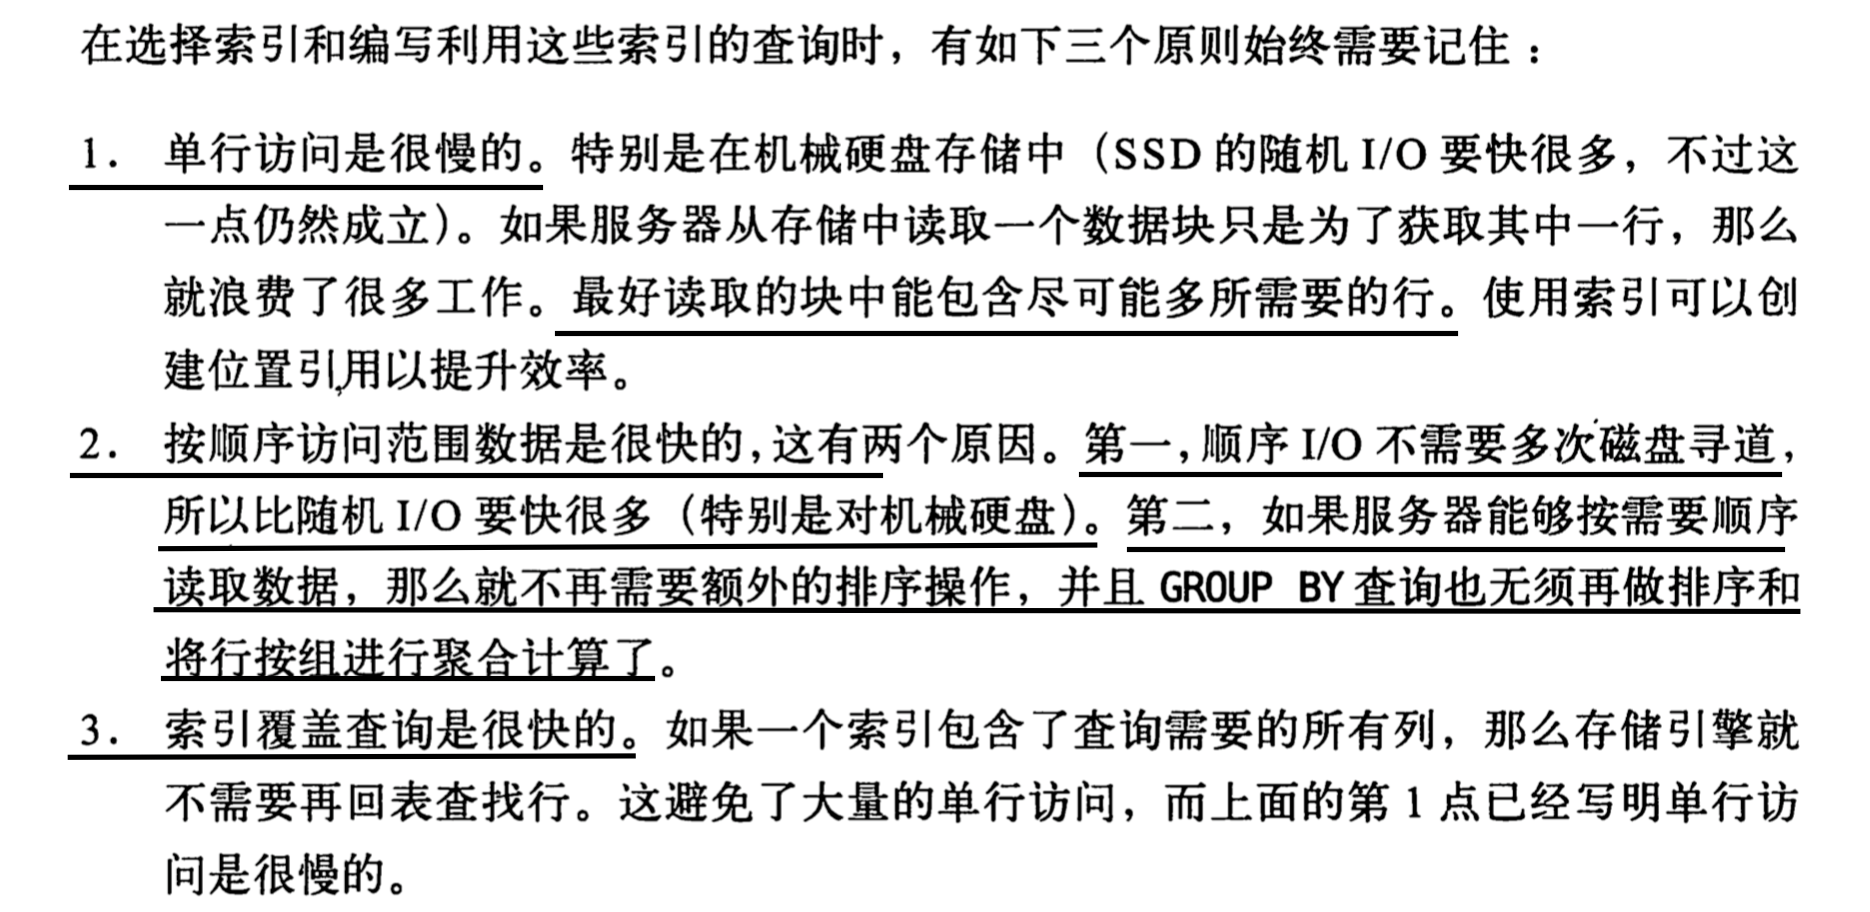 在选择索引和编写利用这些索引的查询时，有如下三个原则始终需要记住：
1. 单行访问是很慢的。特别是在机械硬盘存储中（SSD 的随机 I/O 要快很多，不过这
一点仍然成立）。如果服务器从存储中读取一个数据块只是为了获取其中一行，那么
就浪费了很多工作。最好读取的块中能包含尽可能多所需要的行。使用索引可以创
建位置引用以提升效率。
2. 按顺序访问范围数据是很快的，这有两个原因。第一，顺序 I/O 不需要多次磁盘寻道，
所以比随机 I/O 要快很多（特别是对机械硬盘）。第二，如果服务器能够按需要顺序
读取数据，那么就不再需要额外的排序操作，并且 GROUP BY 查询也无须再做排序和
将行按组进行聚合计算了。
3. 索引覆盖查询是很快的。如果一个索引包含了查询需要的所有列，那么存储引擎就
不需要再回表查找行。这避免了大量的单行访问，而上面的第 1 点已经写明单行访
问是很慢的。